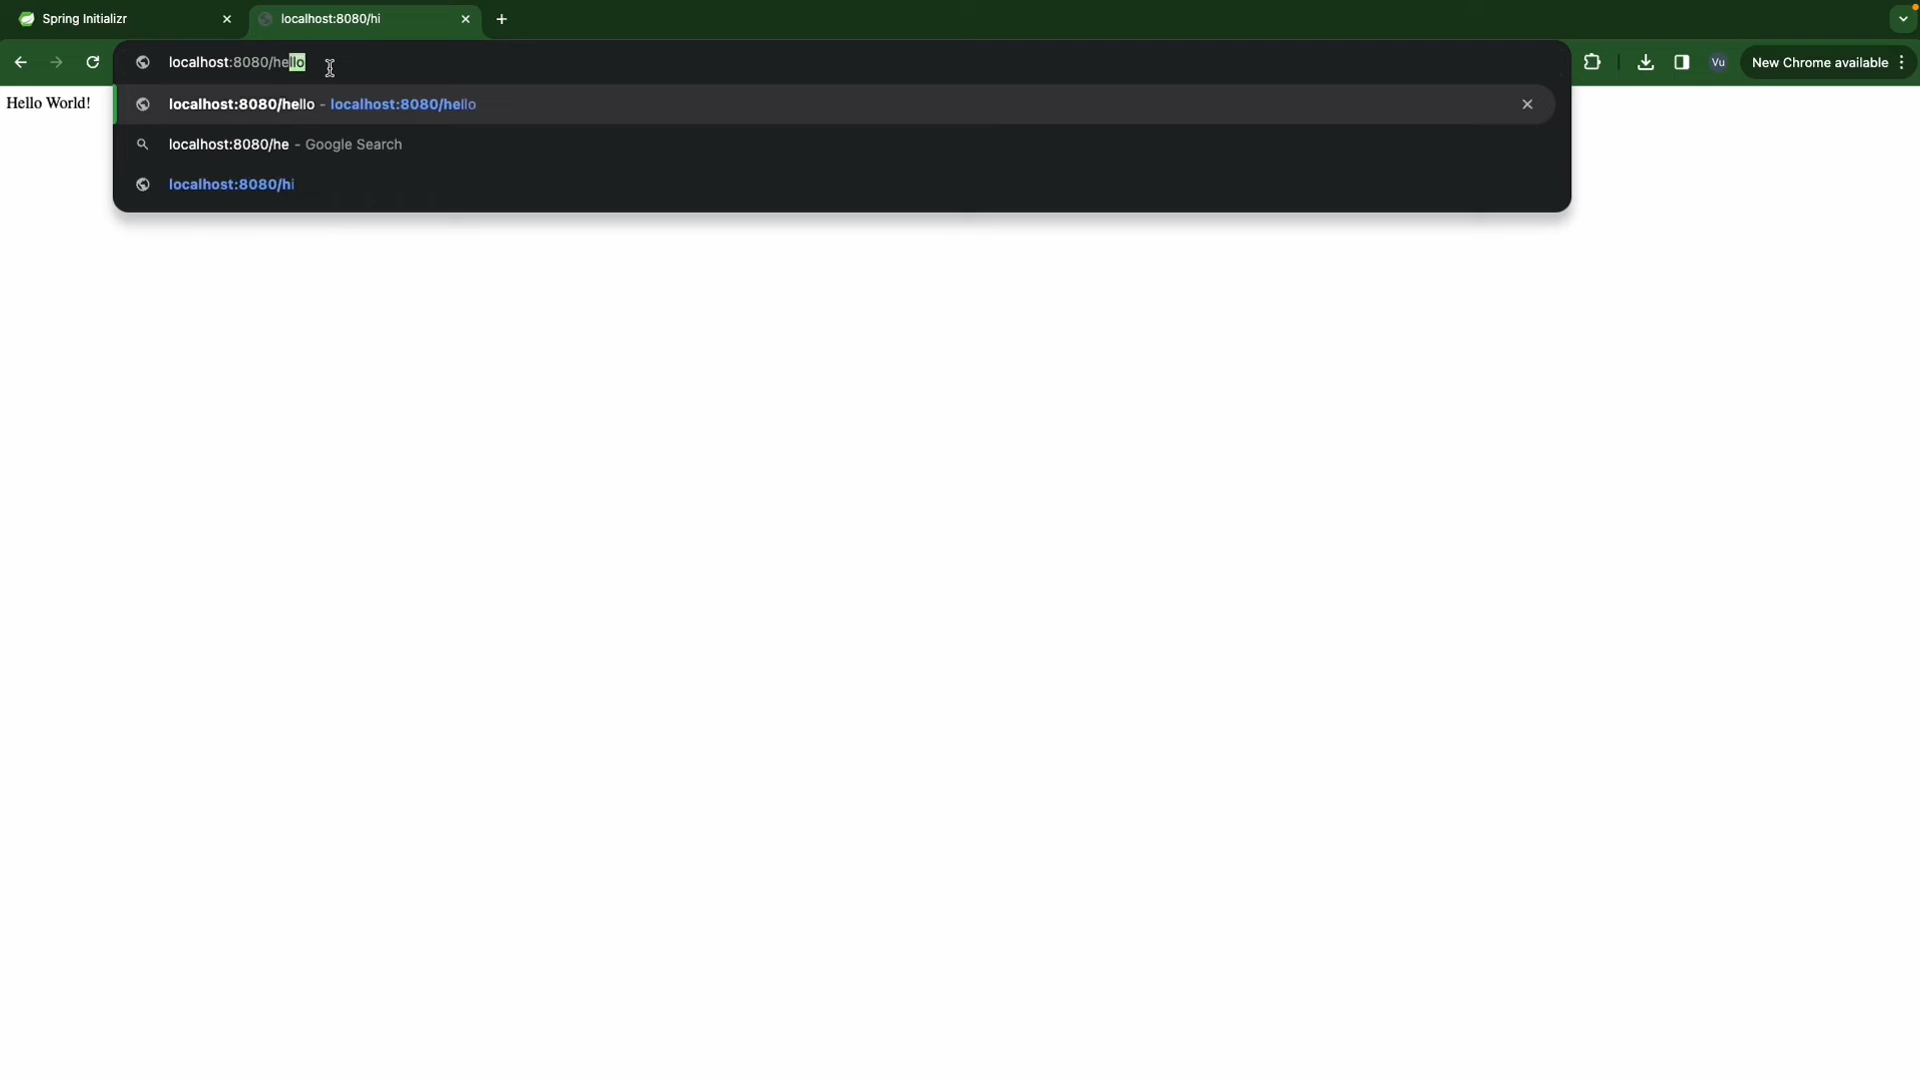 Spring Initializr
localhost:8080/hi
localhost:8080/hello
Vu
New Chrome available
Hello World!
localhost:8080/hello - localhost:8080/hello
localhost:8080/he - Google Search
localhost:8080/hi